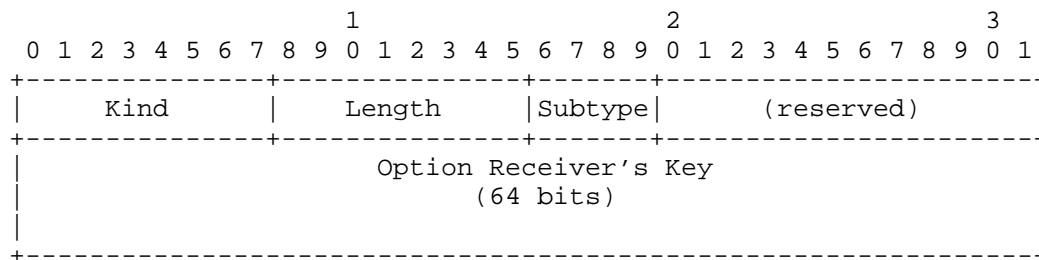 1                   2                   3
 0 1 2 3 4 5 6 7 8 9 0 1 2 3 4 5 6 7 8 9 0 1 2 3 4 5 6 7 8 9 0 1
+---------------+---------------+-------+-----------------------
|     Kind      |    Length     |Subtype|      (reserved)
+---------------+---------------+-------+-----------------------
|                     Option Receiver's Key
|                           (64 bits)
|
+---------------------------------------------------------------